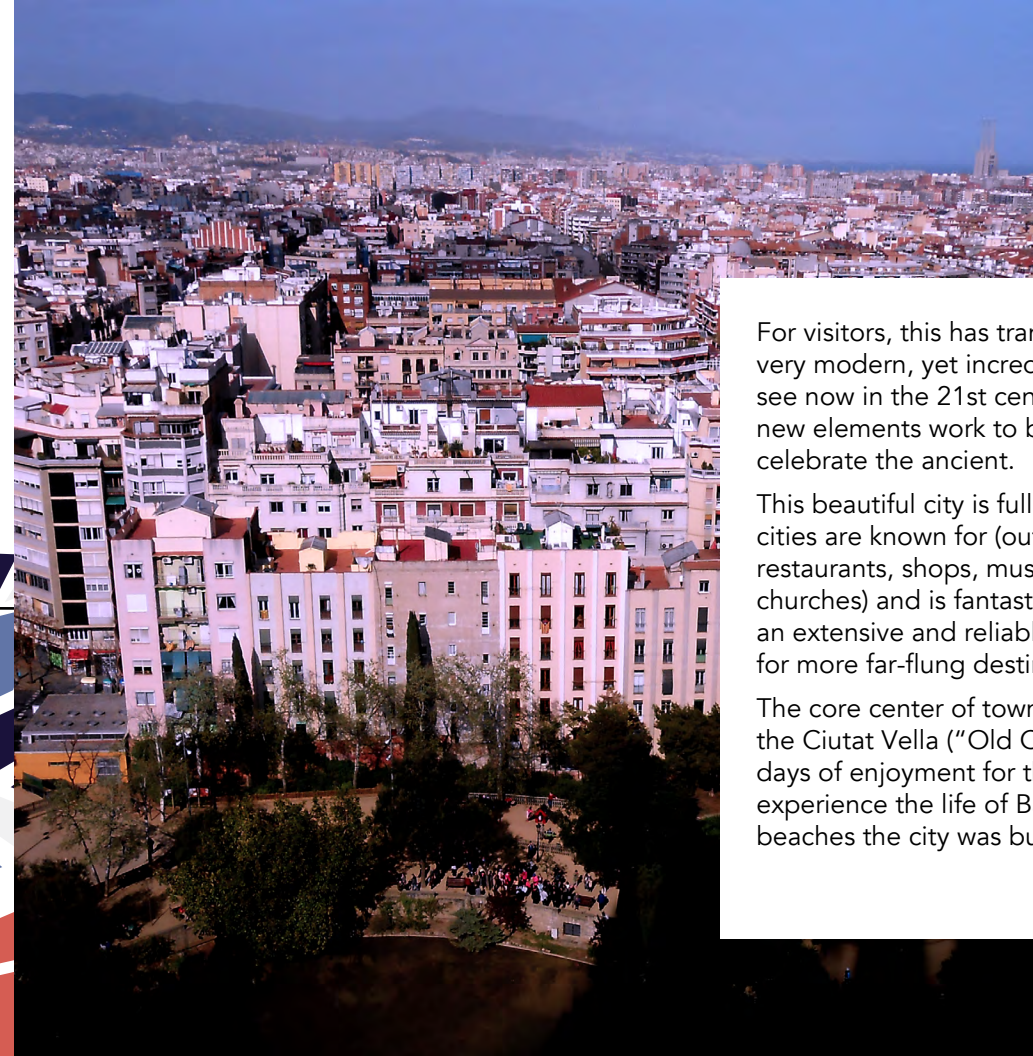 For visitors, this has tran
very modern, yet incred
see now in the 21st cen
new elements work to b
celebrate the ancient.
This beautiful city is full
cities are known for (ou
restaurants, shops, mus
churches) and is fantast
an extensive and reliabl
for more far-flung destin
The core center of town
the Ciutat Vella (“Old C
days of enjoyment for t
experience the life of B
beaches the city was bu